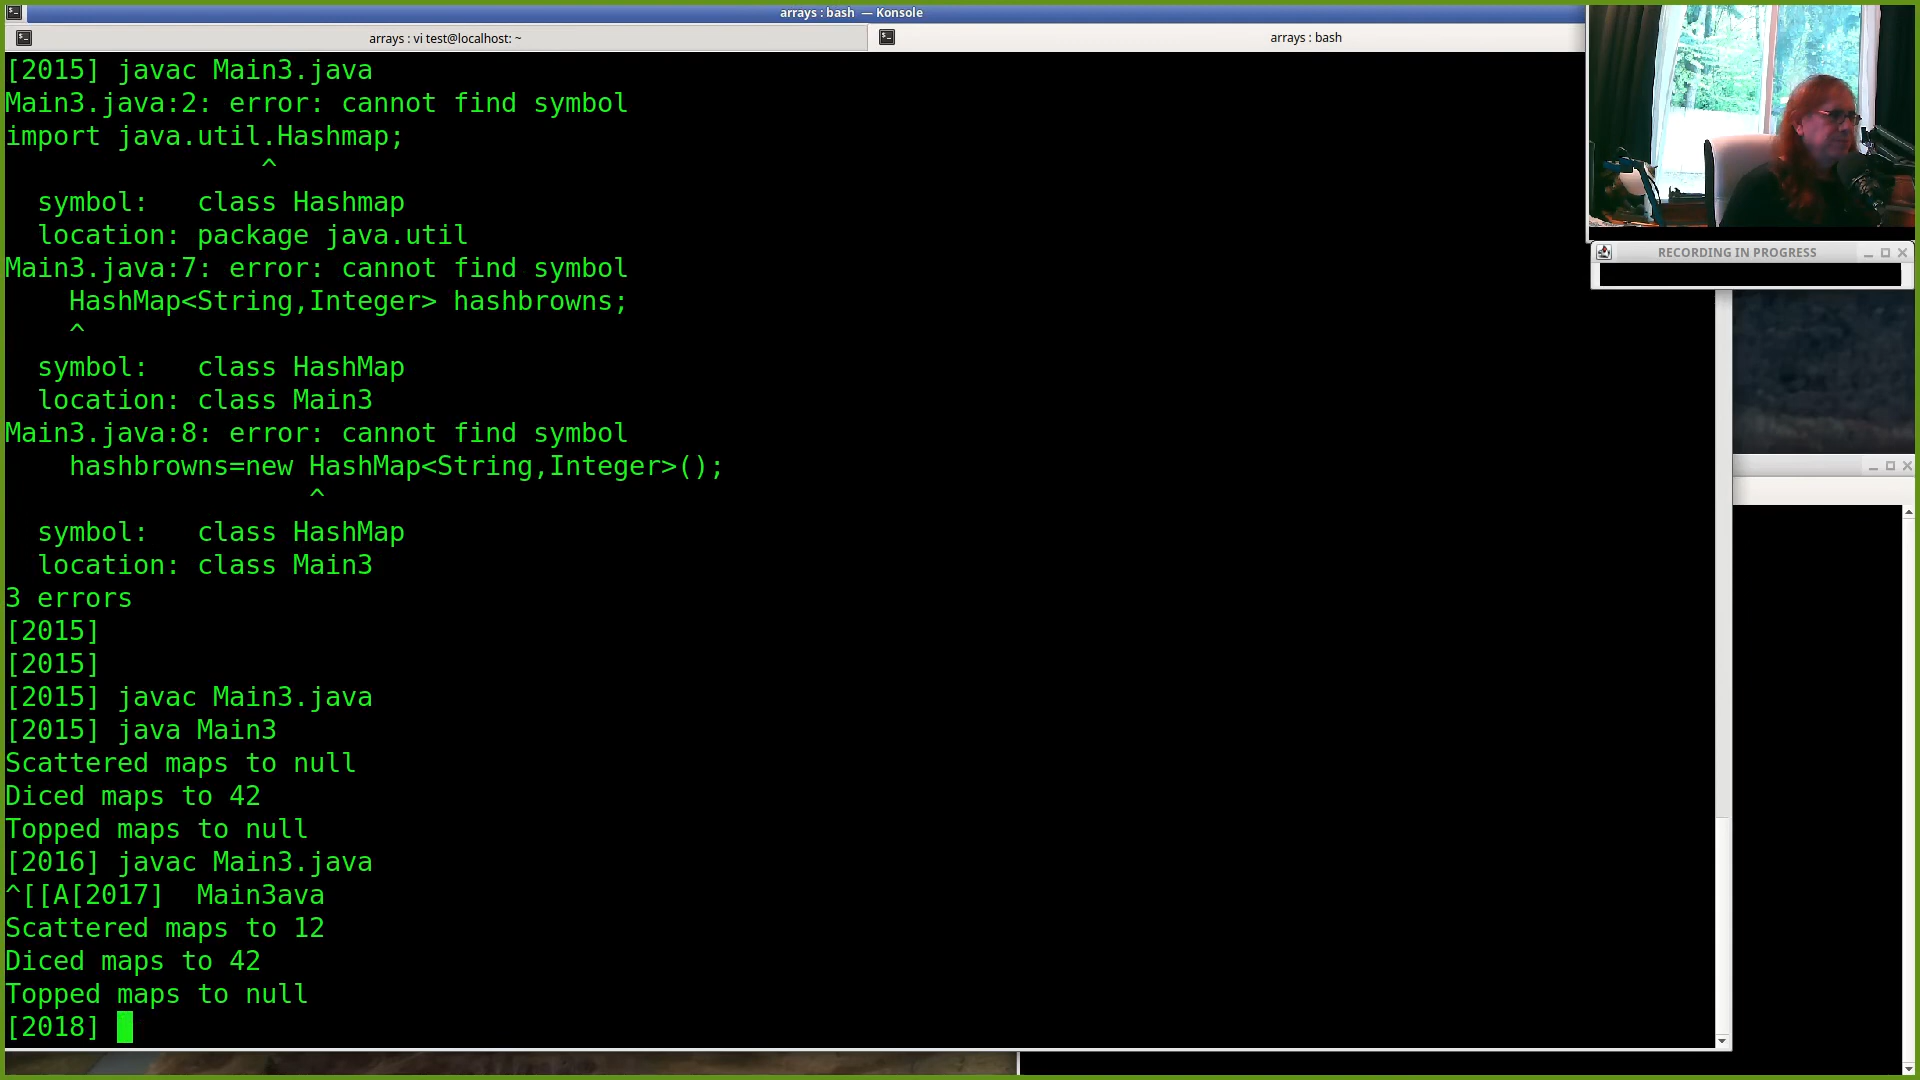 arrays : bash — Konsole
arrays : vi test@localhost: ~
arrays : bash
[2015] javac Main3.java
Main3.java:2: error: cannot find symbol
import java.util.Hashmap;
^
symbol:   class Hashmap
location: package java.util
Main3.java:7: error: cannot find symbol
HashMap<String,Integer> hashbrowns;
^
symbol:   class HashMap
location: class Main3
Main3.java:8: error: cannot find symbol
hashbrowns=new HashMap<String,Integer>();
^
symbol:   class HashMap
location: class Main3
3 errors
[2015]
[2015]
[2015] javac Main3.java
[2015] java Main3
Scattered maps to null
Diced maps to 42
Topped maps to null
[2016] javac Main3.java
^[[A[2017]  Main3ava
Scattered maps to 12
Diced maps to 42
Topped maps to null
[2018]
RECORDING IN PROGRESS